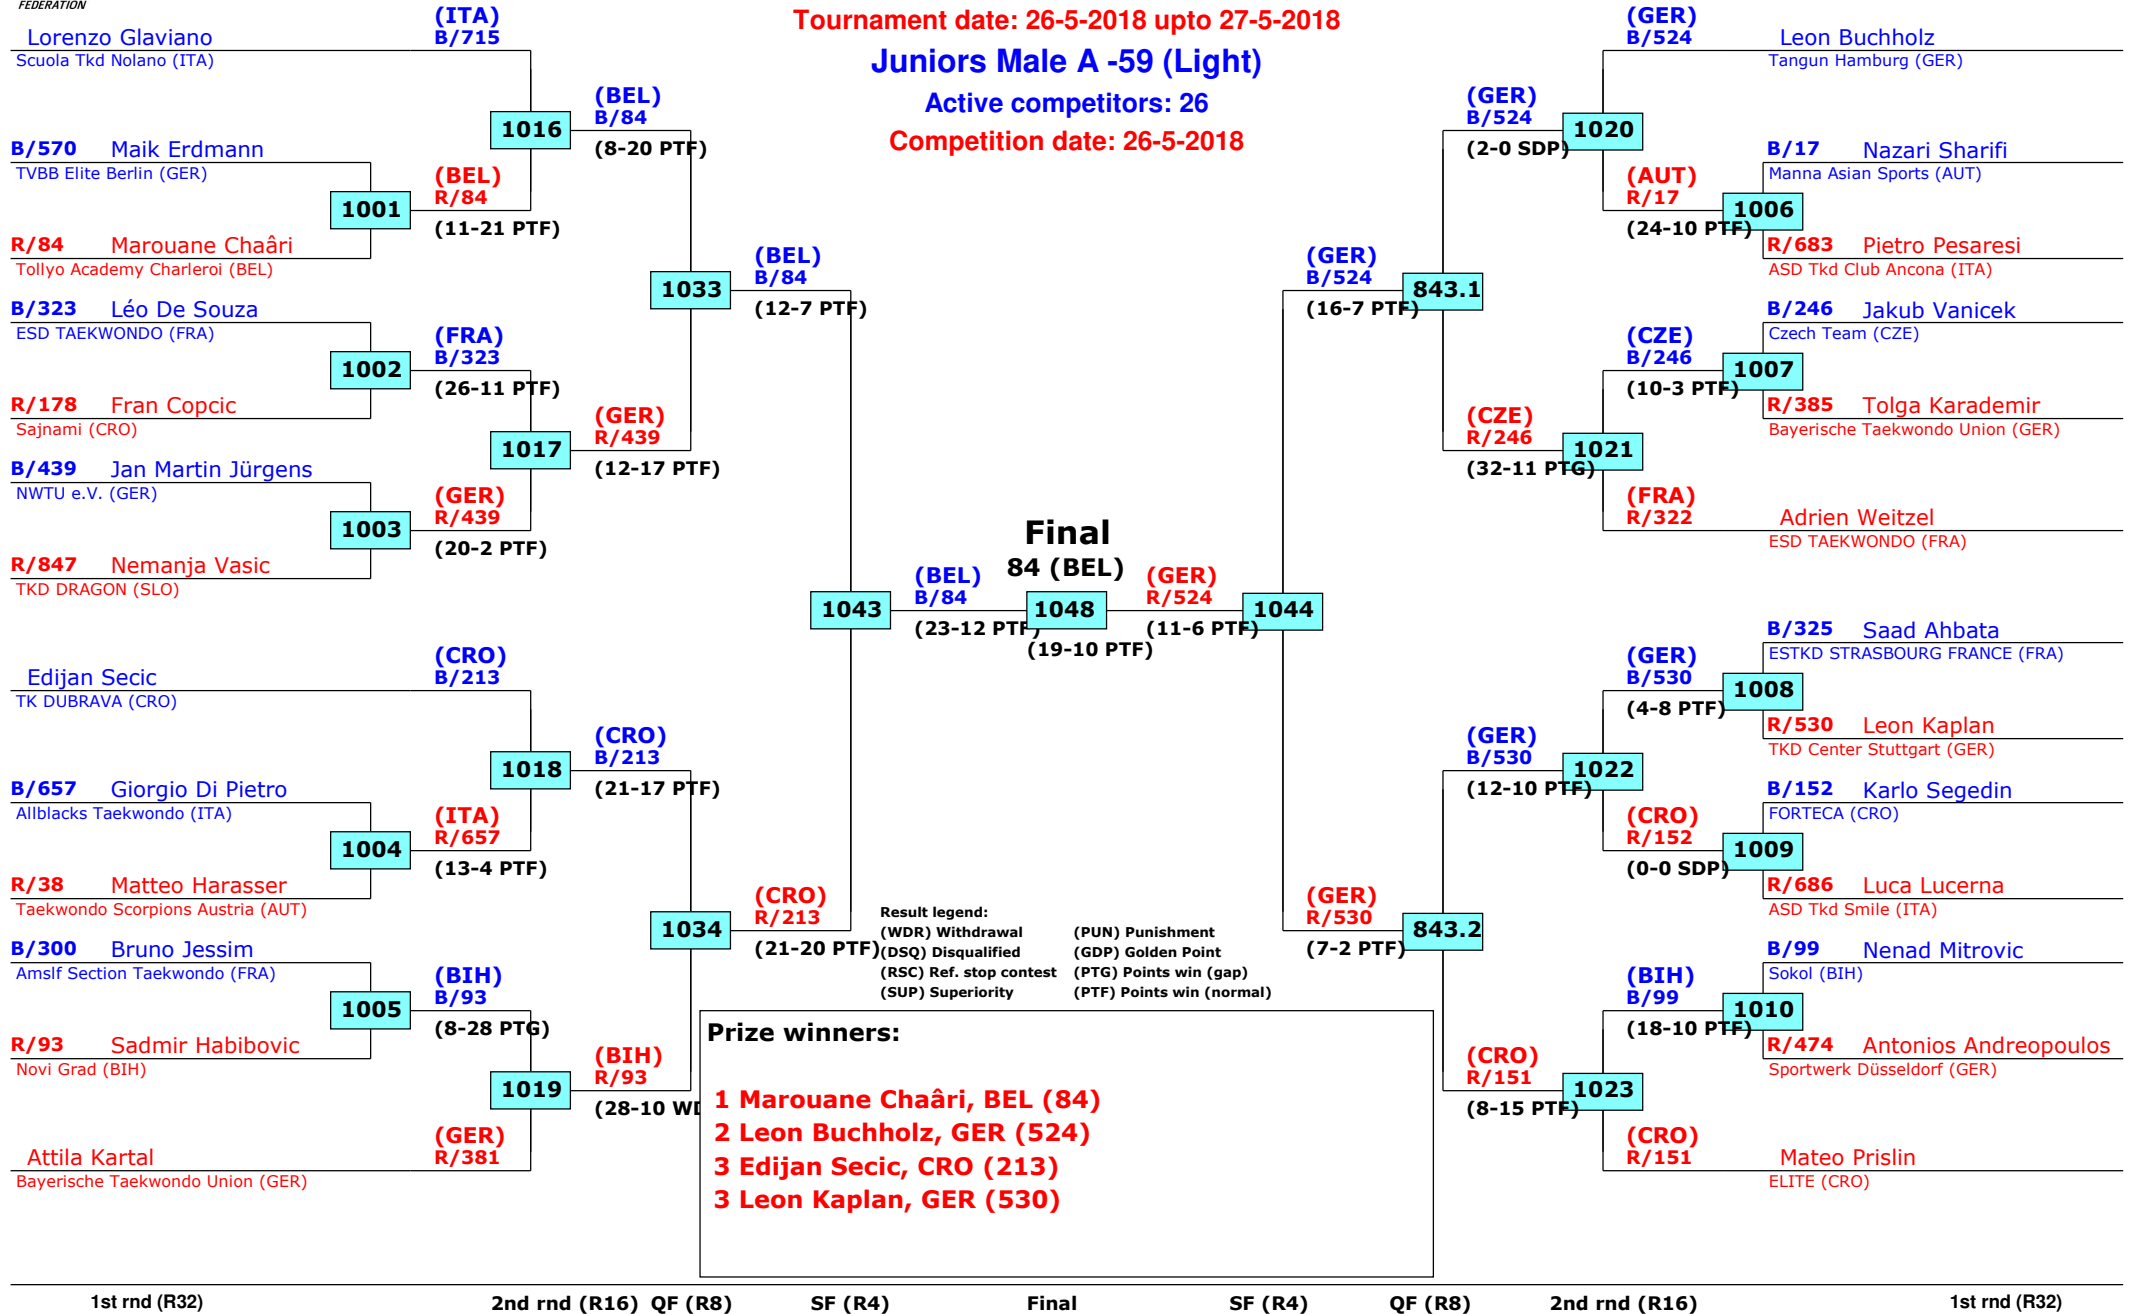 FEDERATION
Tournament date: 26-5-2018 upto 27-5-2018
Juniors Male A -59 (Light)
Active competitors: 26
Competition date: 26-5-2018
Lorenzo Glaviano
Scuola Tkd Nolano (ITA)
(ITA)
B/715
B/570 Maik Erdmann
TVBB Elite Berlin (GER)
R/84 Marouane Chaâri
Tollyo Academy Charleroi (BEL)
1001
(BEL)
R/84
(11-21 PTF)
1016
(BEL)
B/84
(8-20 PTF)
B/323 Léo De Souza
ESD TAEKWONDO (FRA)
R/178 Fran Copcic
Sajnami (CRO)
1002
(FRA)
B/323
(26-11 PTF)
B/439 Jan Martin Jürgens
NWTU e.V. (GER)
R/847 Nemanja Vasic
TKD DRAGON (SLO)
1003
(GER)
R/439
(20-2 PTF)
1017
(GER)
R/439
(12-17 PTF)
1033
(BEL)
B/84
(12-7 PTF)
Edijan Secic
TK DUBRAVA (CRO)
(CRO)
B/213
B/657 Giorgio Di Pietro
Allblacks Taekwondo (ITA)
R/38 Matteo Harasser
Taekwondo Scorpions Austria (AUT)
1004
(ITA)
R/657
(13-4 PTF)
1018
(CRO)
B/213
(21-17 PTF)
B/300 Bruno Jessim
Amslf Section Taekwondo (FRA)
R/93 Sadmir Habibovic
Novi Grad (BIH)
1005
(BIH)
B/93
(8-28 PTG)
Attila Kartal
Bayerische Taekwondo Union (GER)
(GER)
R/381
1019
(BIH)
R/93
(28-10 WD
1034
(CRO)
R/213
(21-20 PTF)
1043
(BEL)
B/84
(23-12 PTF)
Final
84 (BEL)
1048
(19-10 PTF)
(GER)
R/524
(11-6 PTF)
1044
(GER)
B/524
(16-7 PTF)
843.1
(GER)
B/524
(2-0 SDP)
1020
(GER)
B/524
Leon Buchholz
Tangun Hamburg (GER)
(AUT)
R/17
(24-10 PTF)
1006
B/17 Nazari Sharifi
Manna Asian Sports (AUT)
R/683 Pietro Pesaresi
ASD Tkd Club Ancona (ITA)
(CZE)
R/246
(32-11 PTG)
1021
(CZE)
B/246
(10-3 PTF)
1007
B/246 Jakub Vanicek
Czech Team (CZE)
R/385 Tolga Karademir
Bayerische Taekwondo Union (GER)
(FRA)
R/322
Adrien Weitzel
ESD TAEKWONDO (FRA)
(GER)
R/530
(7-2 PTF)
843.2
(GER)
B/530
(12-10 PTF)
1022
(GER)
B/530
(4-8 PTF)
1008
B/325 Saad Ahbata
ESTKD STRASBOURG FRANCE (FRA)
R/530 Leon Kaplan
TKD Center Stuttgart (GER)
(CRO)
R/152
(0-0 SDP)
1009
B/152 Karlo Segedin
FORTECA (CRO)
R/686 Luca Lucerna
ASD Tkd Smile (ITA)
(CRO)
R/151
(8-15 PTF)
1023
(BIH)
B/99
(18-10 PTF)
1010
B/99 Nenad Mitrovic
Sokol (BIH)
R/474 Antonios Andreopoulos
Sportwerk Düsseldorf (GER)
(CRO)
R/151
Mateo Prislin
ELITE (CRO)
Result legend:
(WDR) Withdrawal (PUN) Punishment
(DSQ) Disqualified (GDP) Golden Point
(RSC) Ref. stop contest (PTG) Points win (gap)
(SUP) Superiority (PTF) Points win (normal)
Prize winners:
1 Marouane Chaâri, BEL (84)
2 Leon Buchholz, GER (524)
3 Edijan Secic, CRO (213)
3 Leon Kaplan, GER (530)
1st rnd (R32) 2nd rnd (R16) QF (R8) SF (R4) Final SF (R4) QF (R8) 2nd rnd (R16) 1st rnd (R32)